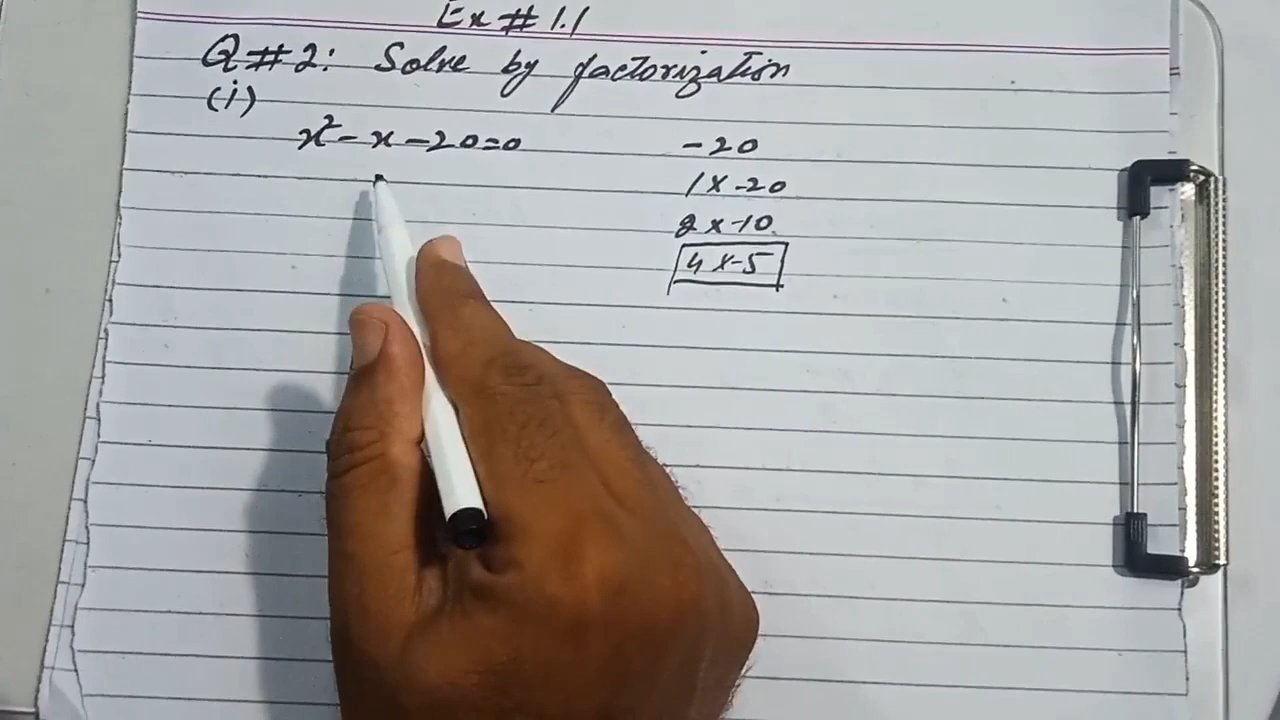 Ex # 1.1
Q # 2: Solve by factorization
(i)
x² - x - 20 = 0
-20
1 x -20
2 x -10
4 x -5